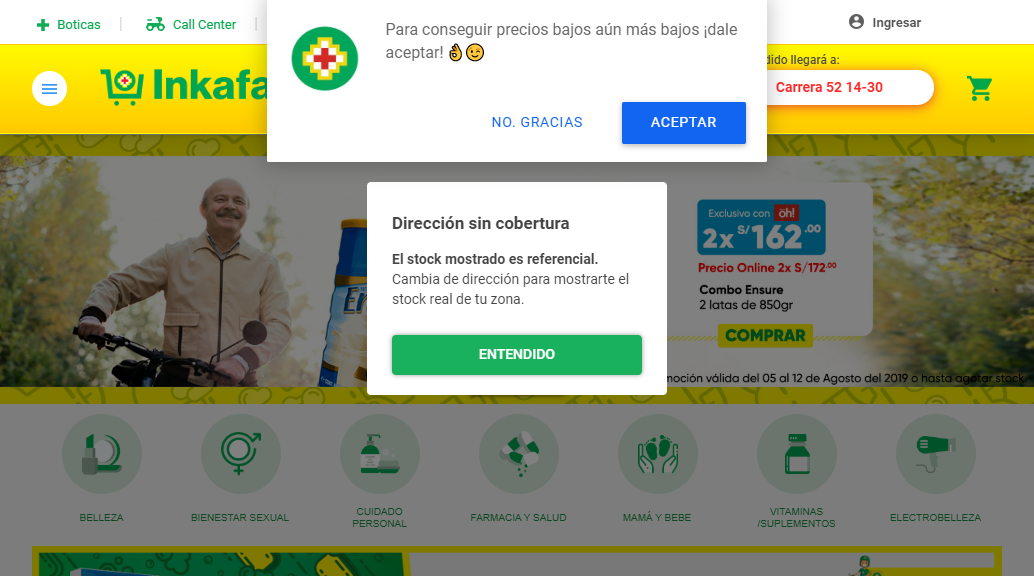 Boticas
Call Center
Para conseguir precios bajos aún más bajos ¡dale
aceptar! 👌😉
NO. GRACIAS
ACEPTAR
Ingresar
Inkafa
dido llegará a:
Carrera 52 14-30
Dirección sin cobertura
El stock mostrado es referencial.
Cambia de dirección para mostrarte el
stock real de tu zona.
ENTENDIDO
Exclusivo con öh!
2x S/162.00
Precio Online 2x S/172.00
Combo Ensure
2 latas de 850gr
COMPRAR
moción válida del 05 al 12 de Agosto del 2019 o hasta agotar stock.
BELLEZA
BIENESTAR SEXUAL
CUIDADO
PERSONAL
FARMACIA Y SALUD
MAMÁ Y BEBE
VITAMINAS
/SUPLEMENTOS
ELECTROBELLEZA